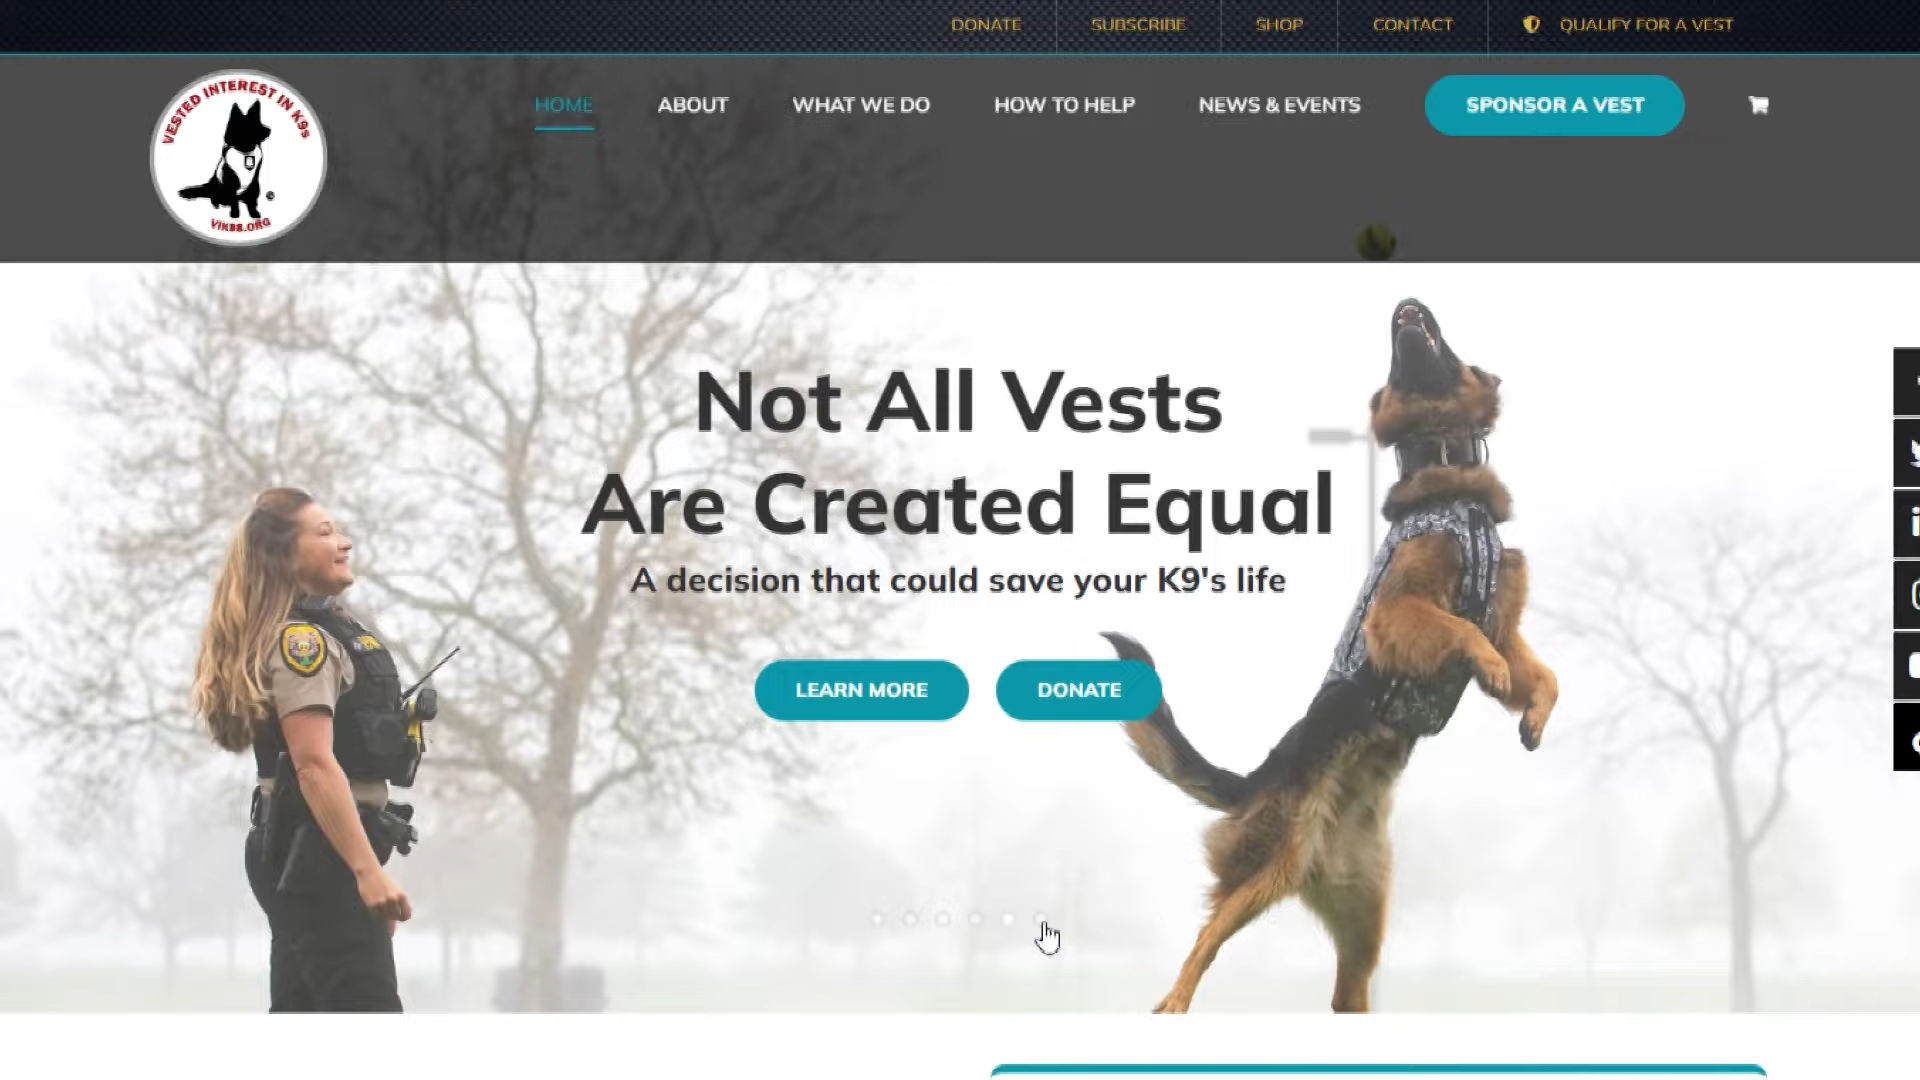 DONATE
SUBSCRIBE
SHOP
CONTACT
QUALIFY FOR A VEST
VESTED INTEREST IN K9s
VIK9S.ORG
HOME
ABOUT
WHAT WE DO
HOW TO HELP
NEWS & EVENTS
SPONSOR A VEST
Not All Vests
Are Created Equal
A decision that could save your K9's life
LEARN MORE
DONATE